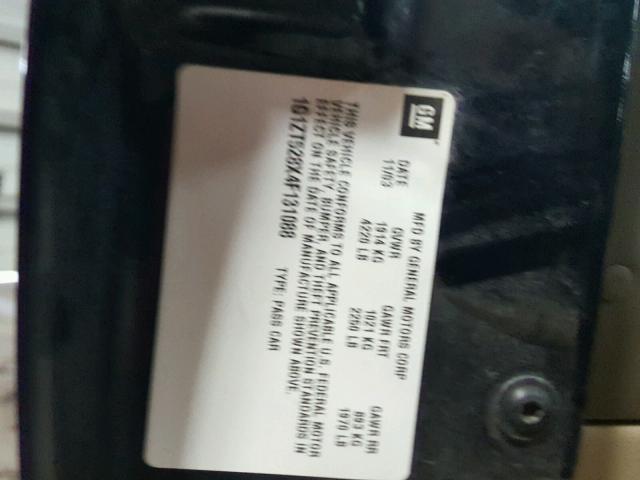 GM
MFD BY GENERAL MOTORS CORP
DATE GVWR GAWR FRT GAWR RR
11/03 1914 KG 1021 KG 893 KG
4220 LB 2250 LB 1970 LB
THIS VEHICLE CONFORMS TO ALL APPLICABLE U.S. FEDERAL MOTOR
VEHICLE SAFETY, BUMPER, AND THEFT PREVENTION STANDARDS IN
EFFECT ON THE DATE OF MANUFACTURE SHOWN ABOVE.
1G1ZT528X4F131088 TYPE: PASS CAR